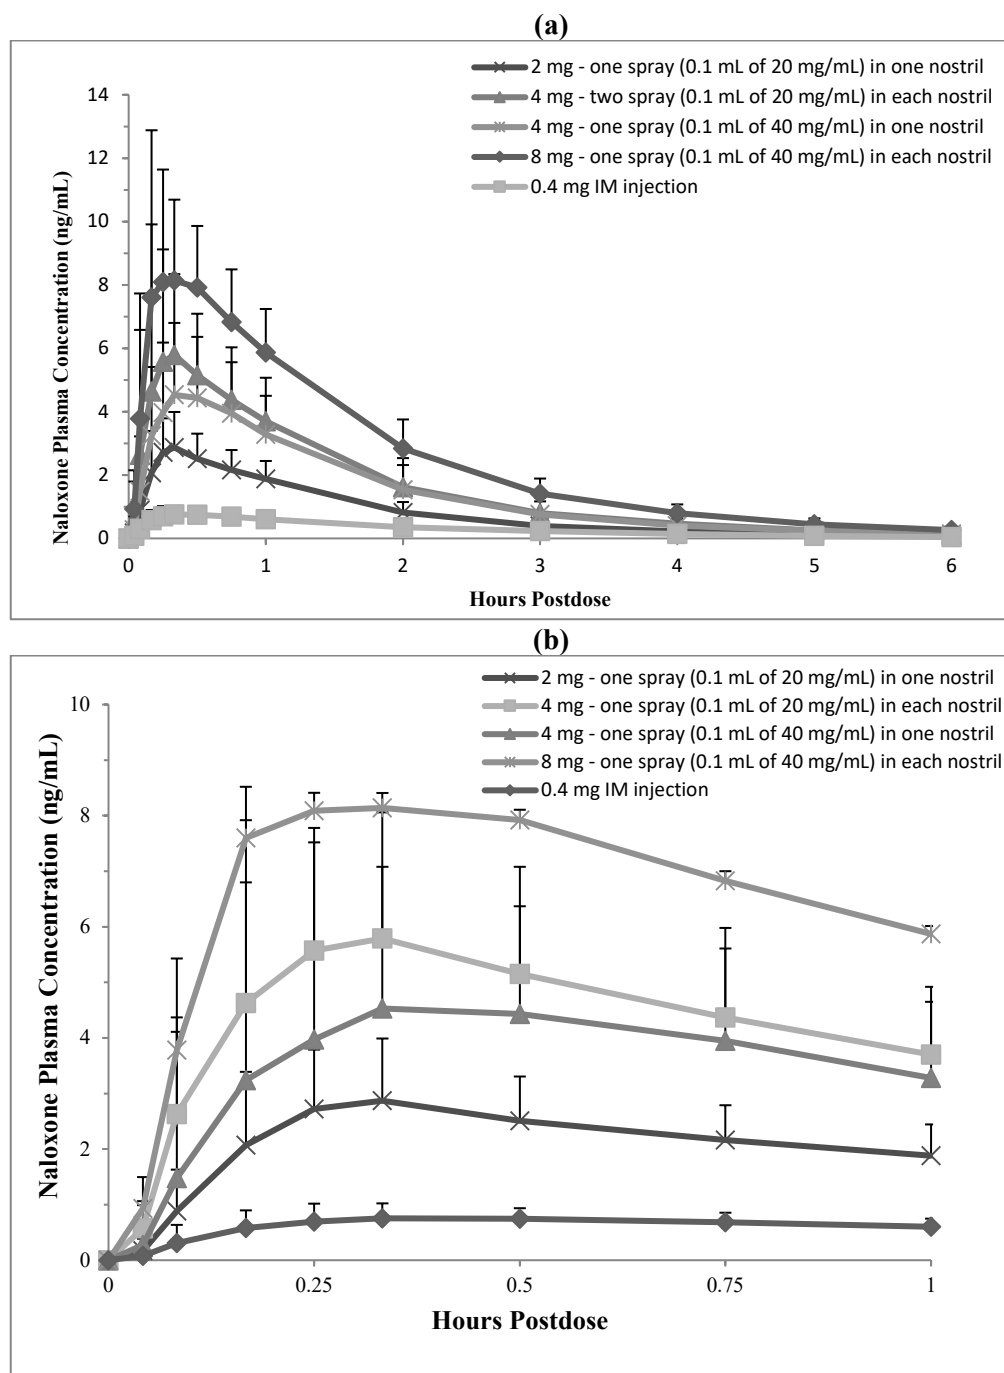 (a)
2 mg - one spray (0.1 mL of 20 mg/mL) in one nostril
4 mg - two spray (0.1 mL of 20 mg/mL) in each nostril
4 mg - one spray (0.1 mL of 40 mg/mL) in one nostril
8 mg - one spray (0.1 mL of 40 mg/mL) in each nostril
0.4 mg IM injection
Naloxone Plasma Concentration (ng/mL)
14
12
10
8
6
4
2
0
0 1 2 3 4 5 6
Hours Postdose
(b)
2 mg - one spray (0.1 mL of 20 mg/mL) in one nostril
4 mg - one spray (0.1 mL of 20 mg/mL) in each nostril
4 mg - one spray (0.1 mL of 40 mg/mL) in one nostril
8 mg - one spray (0.1 mL of 40 mg/mL) in each nostril
0.4 mg IM injection
Naloxone Plasma Concentration (ng/mL)
10
8
6
4
2
0
0 0.25 0.5 0.75 1
Hours Postdose